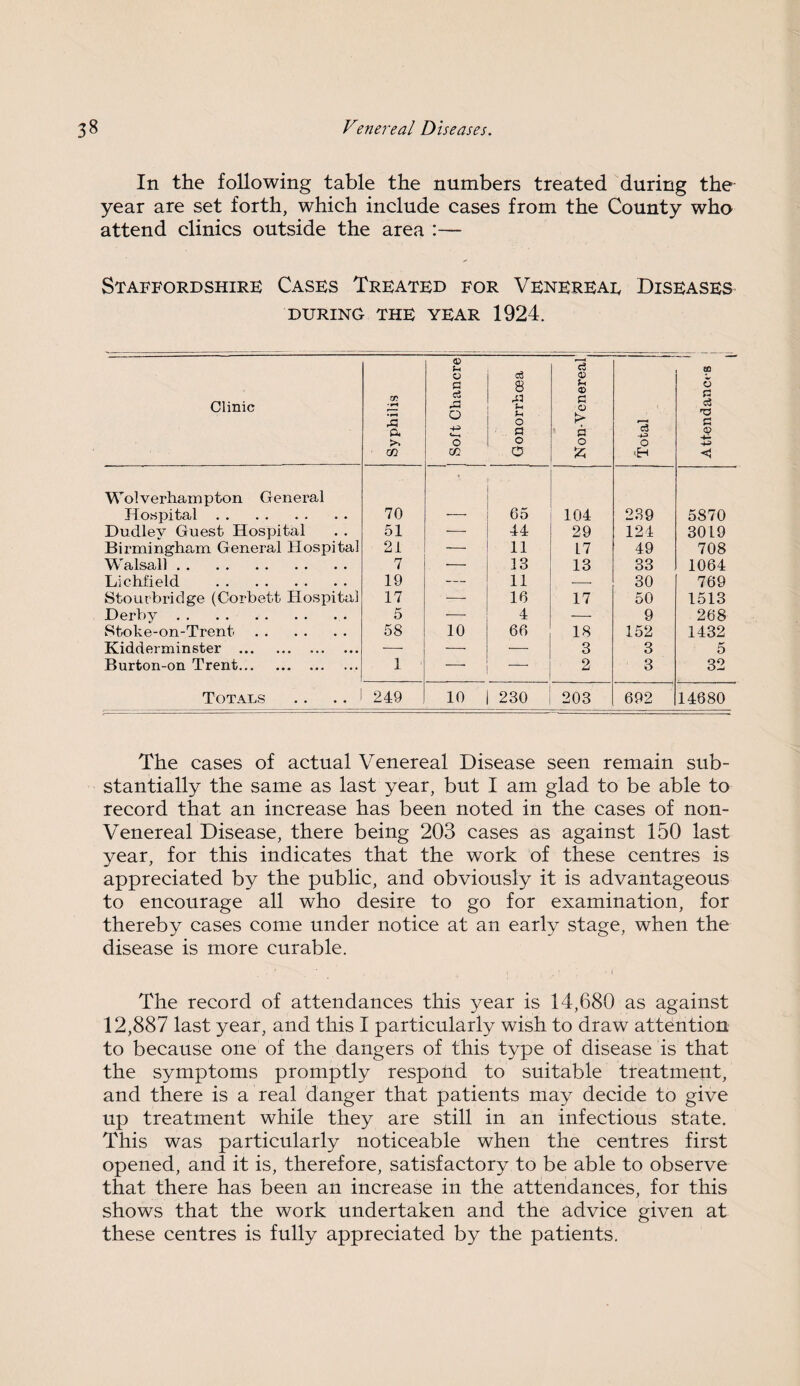 38 Venereal Diseases.
In the following table the numbers treated during the
year are set forth, which include cases from the County who
attend clinics outside the area :—
STAFFORDSHIRE CASES TREATED FOR VENEREAL DISEASES
DURING THE YEAR 1924.
Clinic | Syphilis | Soft Chancre | Gonorrhœa | Non-Venereal | Total | Attendances
Wolverhampton General
Hospital .. .. .. .. 70 — 65 104 239 5870
Dudley Guest Hospital .. 51 — 44 29 124 3019
Birmingham General Hospital 21 — 11 17 49 708
Walsall .. .. .. .. .. 7 — 13 13 33 1064
Lichfield .. .. .. .. 19 — 11 — 30 769
Stourbridge (Corbett Hospital 17 — 16 17 50 1513
Derby .. .. .. .. .. 5 — 4 — 9 268
Stoke-on-Trent .. .. .. 58 10 66 18 152 1432
Kidderminster ... ... ... ... — — — 3 3 5
Burton-on Trent... ... ... ... 1 — — 2 3 32
TOTALS .. .. 249 10 230 203 692 14680
The cases of actual Venereal Disease seen remain sub-
stantially the same as last year, but I am glad to be able to
record that an increase has been noted in the cases of non-
Venereal Disease, there being 203 cases as against 150 last
year, for this indicates that the work of these centres is
appreciated by the public, and obviously it is advantageous
to encourage all who desire to go for examination, for
thereby cases come under notice at an early stage, when the
disease is more curable.
The record of attendances this year is 14,680 as against
12,887 last year, and this I particularly wish to draw attention
to because one of the dangers of this type of disease is that
the symptoms promptly respond to suitable treatment,
and there is a real danger that patients may decide to give
up treatment while they are still in an infectious state.
This was particularly noticeable when the centres first
opened, and it is, therefore, satisfactory to be able to observe
that there has been an increase in the attendances, for this
shows that the work undertaken and the advice given at
these centres is fully appreciated by the patients.